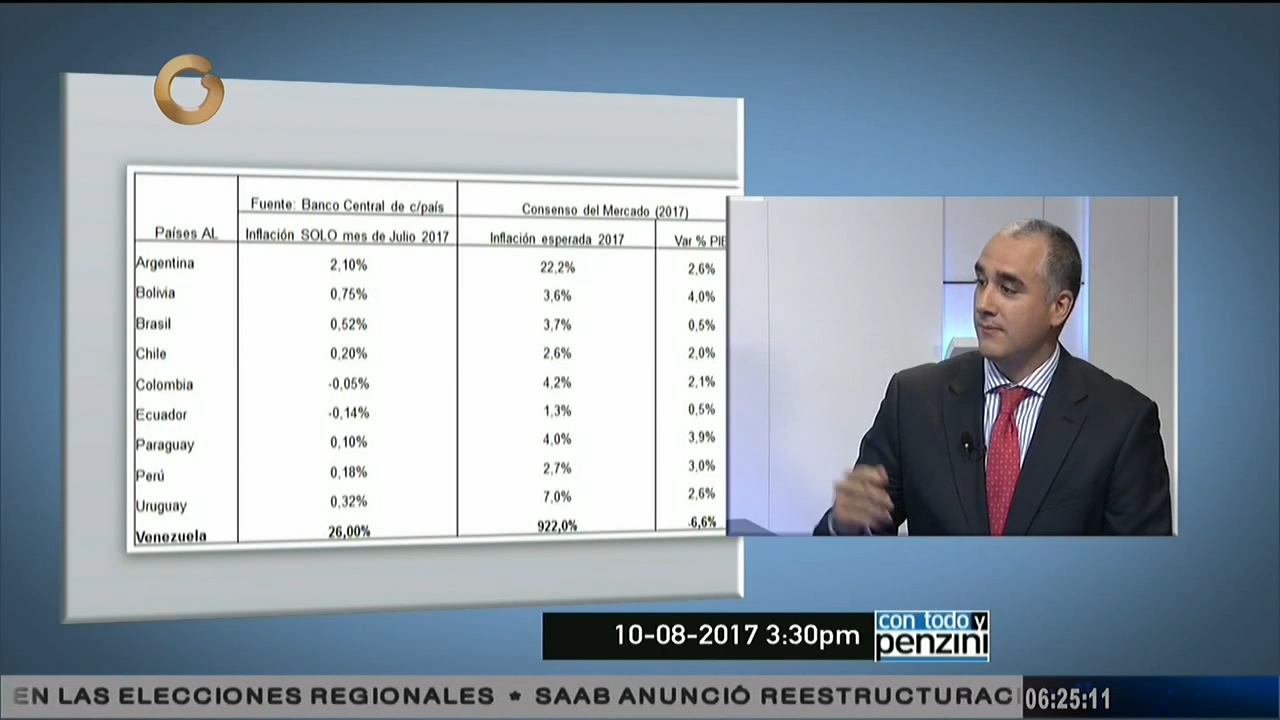 Fuente: Banco Central de c/país Consenso del Mercado (2017)
Países AL Inflación SOLO mes de Julio 2017 Inflación esperada 2017 Var % PIB
Argentina 2,10% 22,2% 2,6%
Bolivia 0,75% 3,6% 4,0%
Brasil 0,52% 3,7% 0,5%
Chile 0,20% 2,6% 2,0%
Colombia -0,05% 4,2% 2,1%
Ecuador -0,14% 1,3% 0,5%
Paraguay 0,10% 4,0% 3,9%
Perú 0,18% 2,7% 3,0%
Uruguay 0,32% 7,0% 2,6%
Venezuela 26,00% 922,0% -6,6%
10-08-2017 3:30pm
con todo y
penzini
EN LAS ELECCIONES REGIONALES * SAAB ANUNCIÓ REESTRUCTURAC
06:25:11